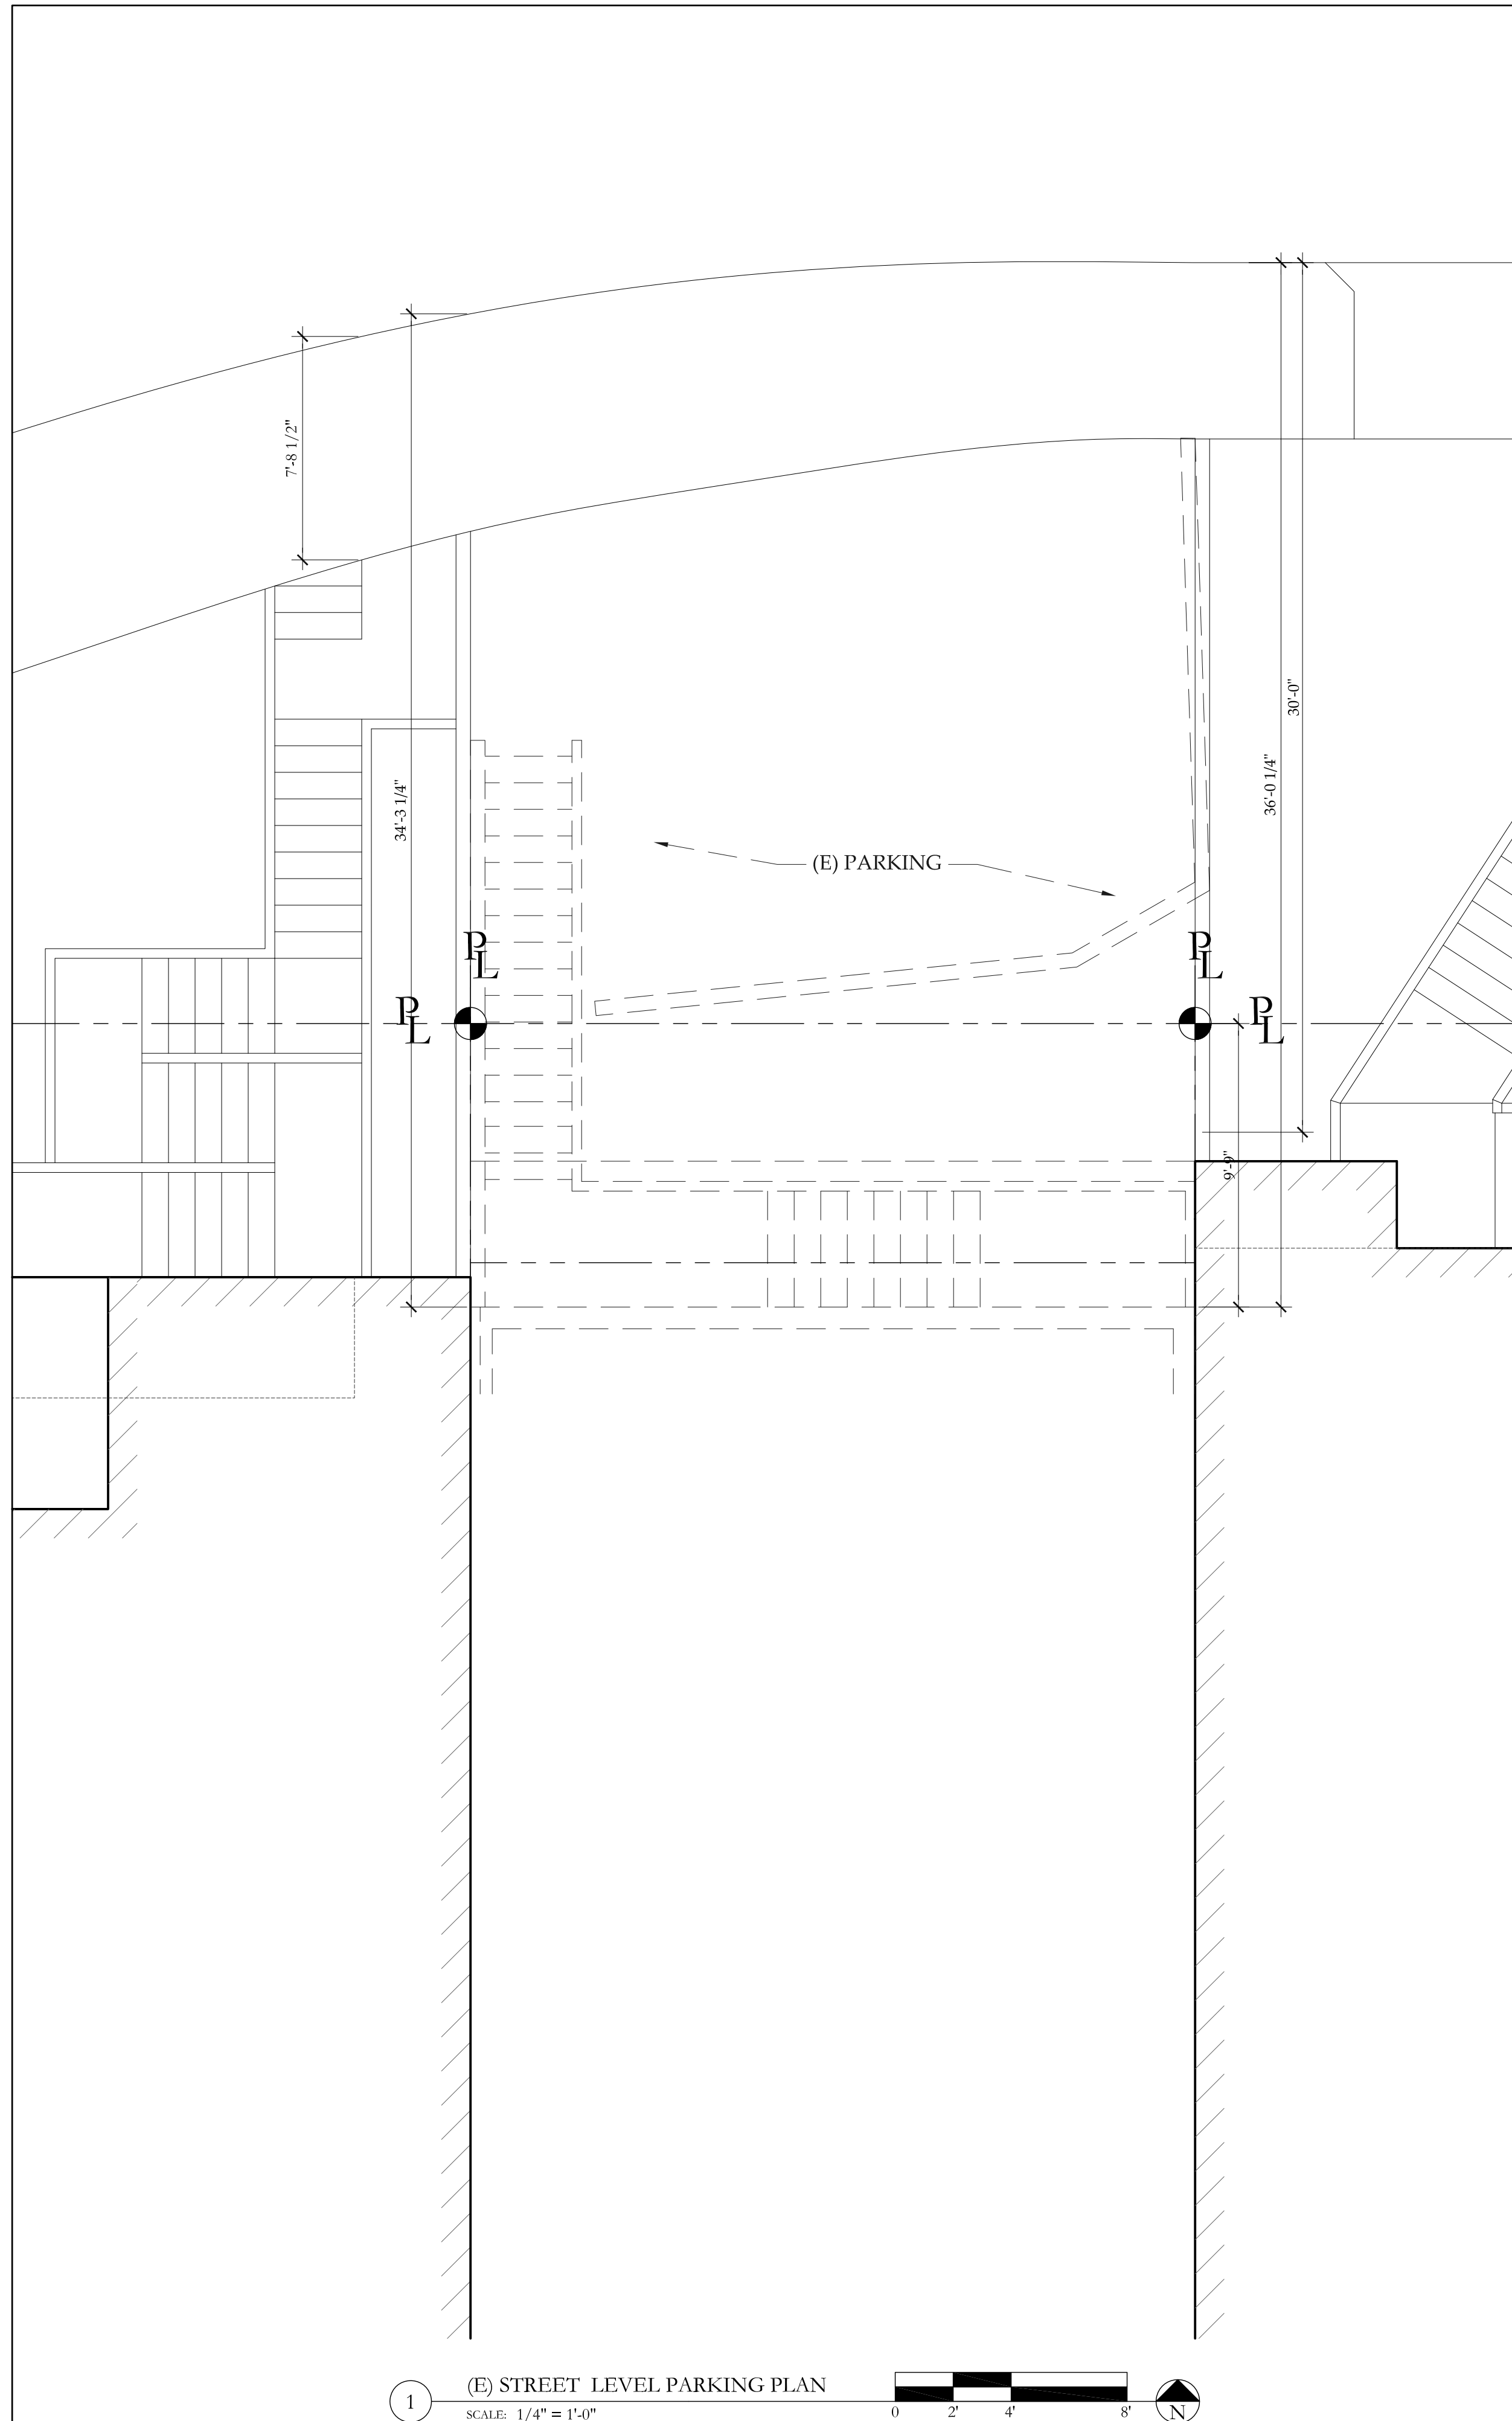 7'-8 1/2"
34'-3 1/4"
30'-0"
36'-0 1/4"
(E) PARKING
PL
PL
PL
PL
9'-9"
1
(E) STREET LEVEL PARKING PLAN
SCALE: 1/4" = 1'-0"
0 2' 4' 8'
N